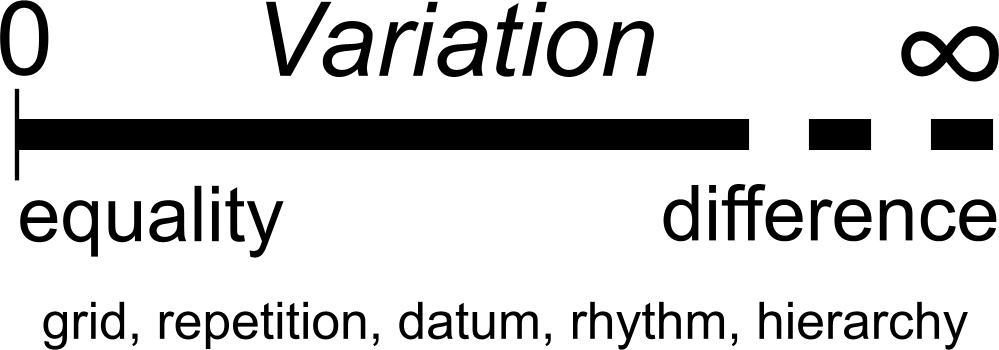 0 Variation ∞
equality difference
grid, repetition, datum, rhythm, hierarchy